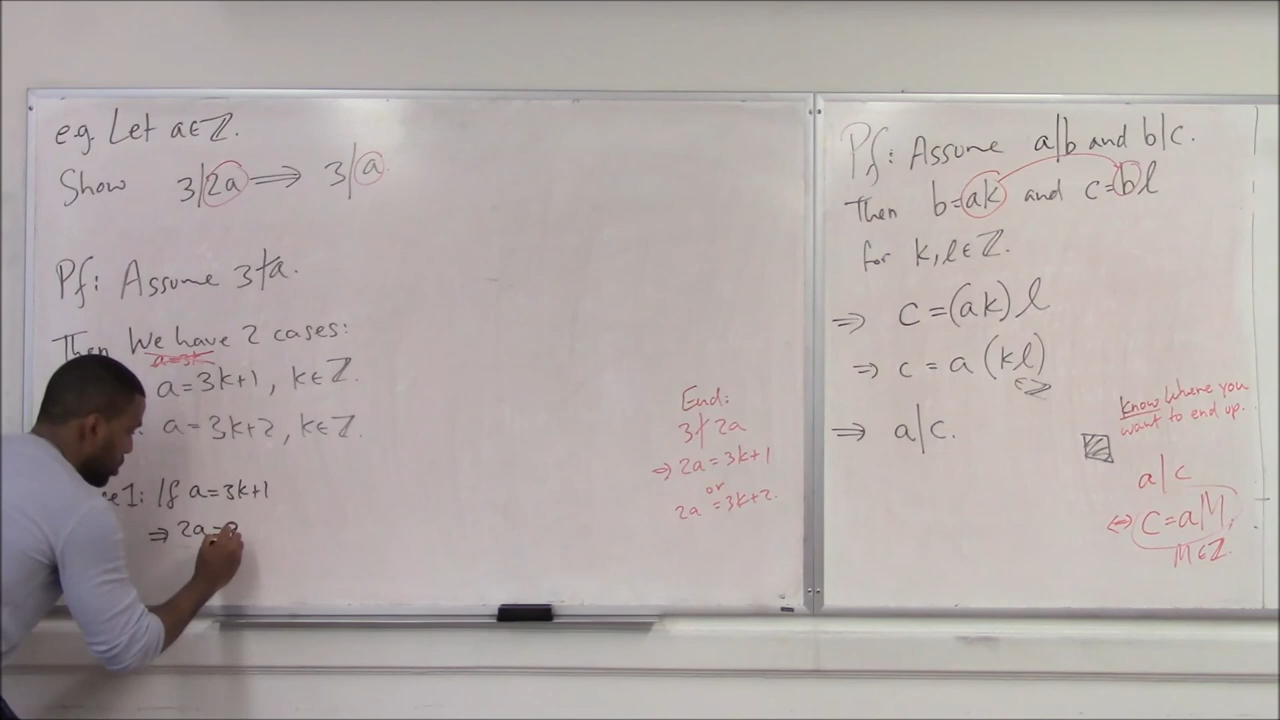 e.g. Let a∈ℤ.
Show 3|2a ⟹ 3|a.
Pf: Assume 3∤a.
Then We have 2 cases:
a=3k
a=3k+1, k∈ℤ.
a=3k+2, k∈ℤ.
1: If a=3k+1
⇒ 2a=
End:
3∤2a
⇒ 2a=3k+1
or
2a=3k+2.
Pf: Assume a|b and b|c.
Then b=ak and c=bl
for k,l∈ℤ.
⇒ c=(ak)l
⇒ c=a(kl)
∈ℤ
⇒ a|c.
Know where you
want to end up.
a|c
⇔ c=aM,
M∈ℤ.